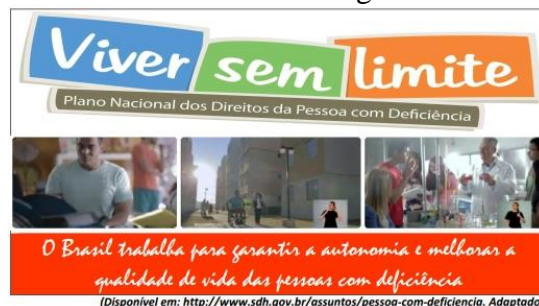 Viver sem limite
Plano Nacional dos Direitos da Pessoa com Deficiência
O Brasil trabalha para garantir a autonomia e melhorar a
qualidade de vida das pessoas com deficiência
(Disponível em: http://www.sdh.gov.br/assuntos/pessoa-com-deficiencia. Adaptado